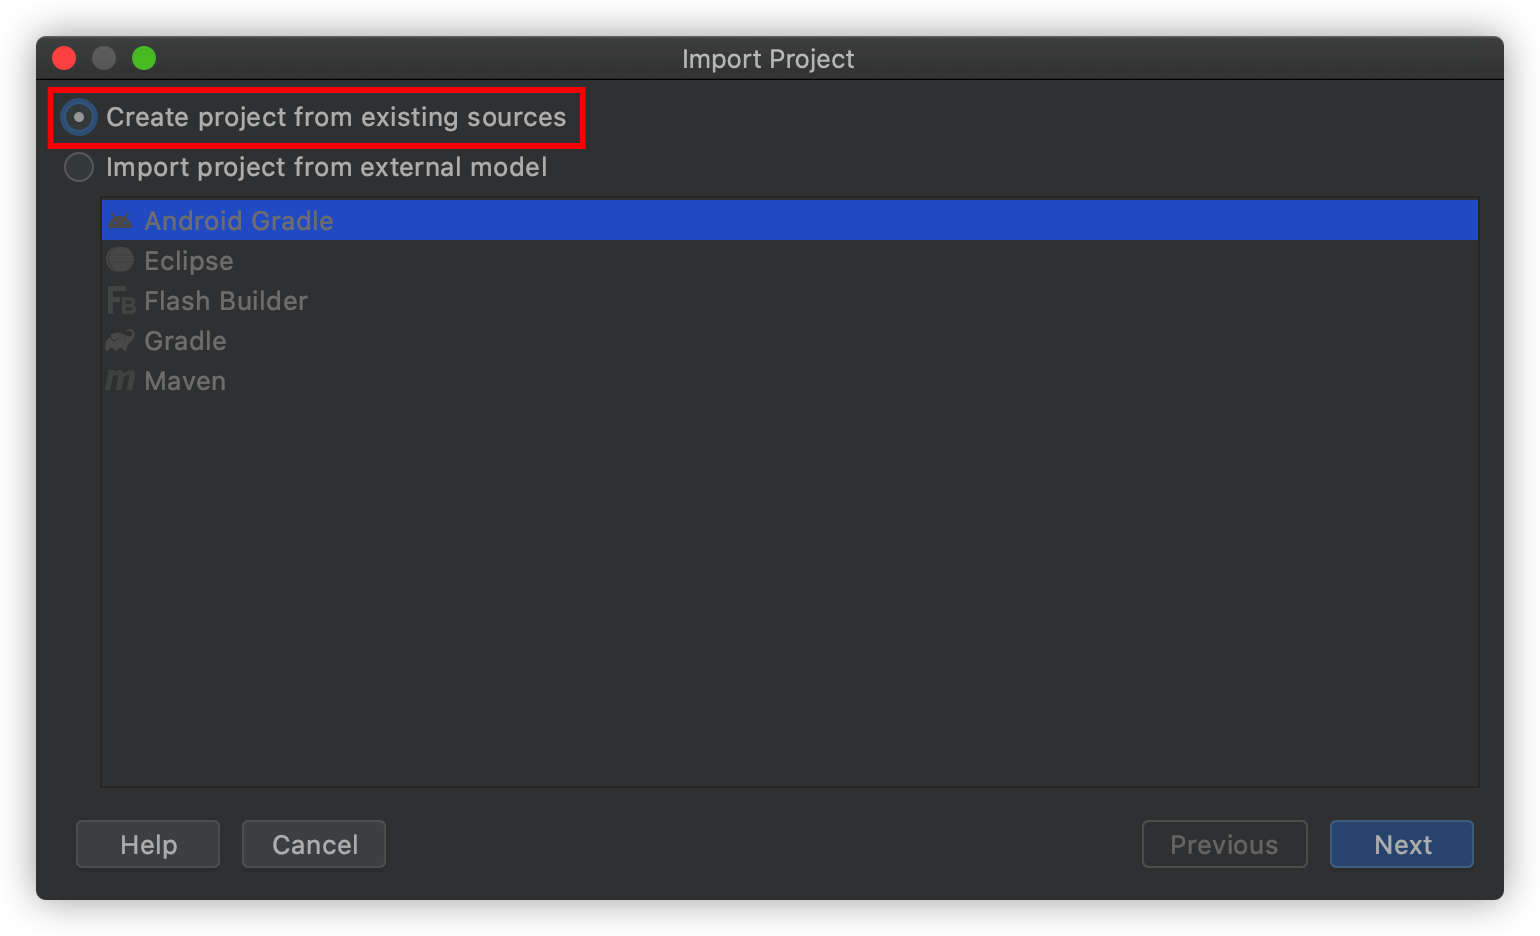 Import Project
Create project from existing sources
Import project from external model
Android Gradle
Eclipse
FB Flash Builder
Gradle
m Maven
Help Cancel Previous Next